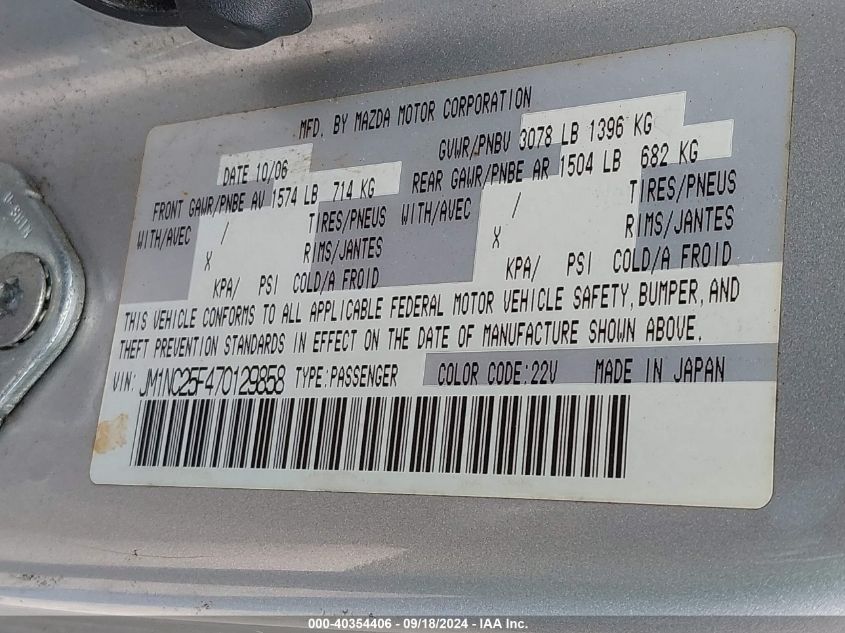 MFD. BY MAZDA MOTOR CORPORATION
DATE 10/06 GVWR/PNBV 3078 LB 1396 KG
FRONT GAWR/PNBE AV 1574 LB 714 KG REAR GAWR/PNBE AR 1504 LB 682 KG
WITH/AVEC / TIRES/PNEUS WITH/AVEC / TIRES/PNEUS
X RIMS/JANTES X RIMS/JANTES
KPA/ PSI COLD/A FROID KPA/ PSI COLD/A FROID
THIS VEHICLE CONFORMS TO ALL APPLICABLE FEDERAL MOTOR VEHICLE SAFETY, BUMPER, AND
THEFT PREVENTION STANDARDS IN EFFECT ON THE DATE OF MANUFACTURE SHOWN ABOVE.
VIN: JM1NC25F470129858 TYPE:PASSENGER COLOR CODE:22V MADE IN JAPAN
000-40354406 - 09/18/2024 - IAA Inc.